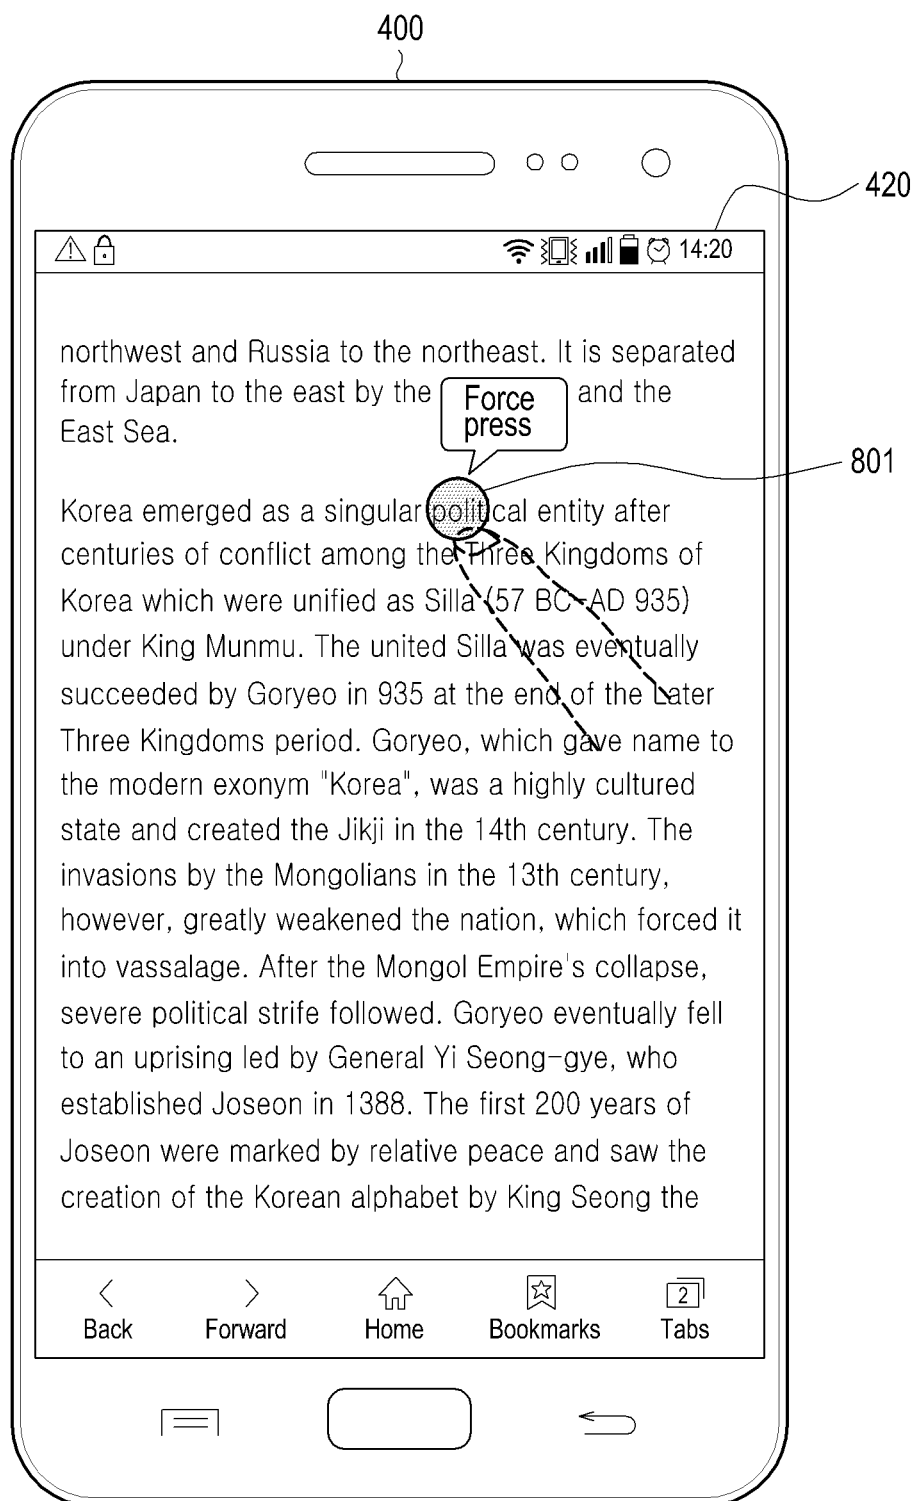 400
420
14:20
northwest and Russia to the northeast. It is separated
from Japan to the east by the and the
Force
press
East Sea.
801
Korea emerged as a singular political entity after
centuries of conflict among the Three Kingdoms of
Korea which were unified as Silla (57 BC-AD 935)
under King Munmu. The united Silla was eventually
succeeded by Goryeo in 935 at the end of the Later
Three Kingdoms period. Goryeo, which gave name to
the modern exonym "Korea", was a highly cultured
state and created the Jikji in the 14th century. The
invasions by the Mongolians in the 13th century,
however, greatly weakened the nation, which forced it
into vassalage. After the Mongol Empire's collapse,
severe political strife followed. Goryeo eventually fell
to an uprising led by General Yi Seong-gye, who
established Joseon in 1388. The first 200 years of
Joseon were marked by relative peace and saw the
creation of the Korean alphabet by King Seong the
2
Back Forward Home Bookmarks Tabs